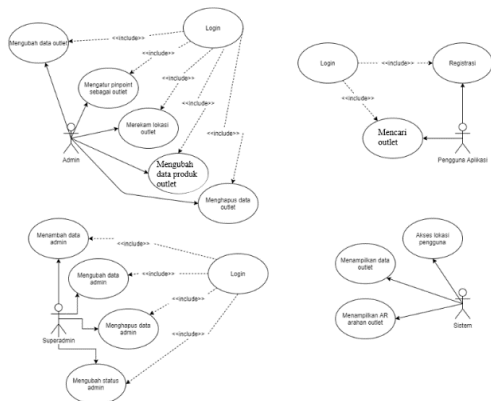 Login
Mengubah data outlet
<<include>>
<<include>>
Mengatur pinpoint
sebagai outlet
<<include>>
Merekam lokasi
outlet
<<include>>
Admin
<<include>>
Mengubah
data produk
outlet
Menghapus data
outlet
Login
<<include>>
Registrasi
<<include>>
Mencari
outlet
Pengguna Aplikasi
Menambah data
admin
<<include>>
Mengubah data
admin
<<include>>
Login
<<include>>
Menghapus data
admin
Superadmin
<<include>>
Mengubah status
admin
Akses lokasi
pengguna
Menampilkan data
outlet
Menampilkan AR
arahan outlet
Sistem